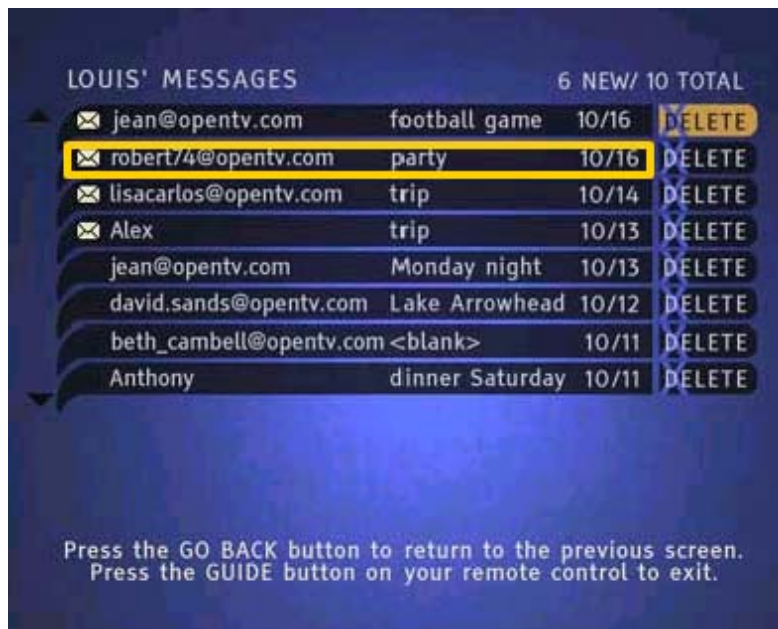 LOUIS' MESSAGES 6 NEW/ 10 TOTAL
jean@opentv.com football game 10/16 DELETE
robert74@opentv.com party 10/16 DELETE
lisacarlos@opentv.com trip 10/14 DELETE
Alex trip 10/13 DELETE
jean@opentv.com Monday night 10/13 DELETE
david.sands@opentv.com Lake Arrowhead 10/12 DELETE
beth_cambell@opentv.com <blank> 10/11 DELETE
Anthony dinner Saturday 10/11 DELETE
Press the GO BACK button to return to the previous screen.
Press the GUIDE button on your remote control to exit.